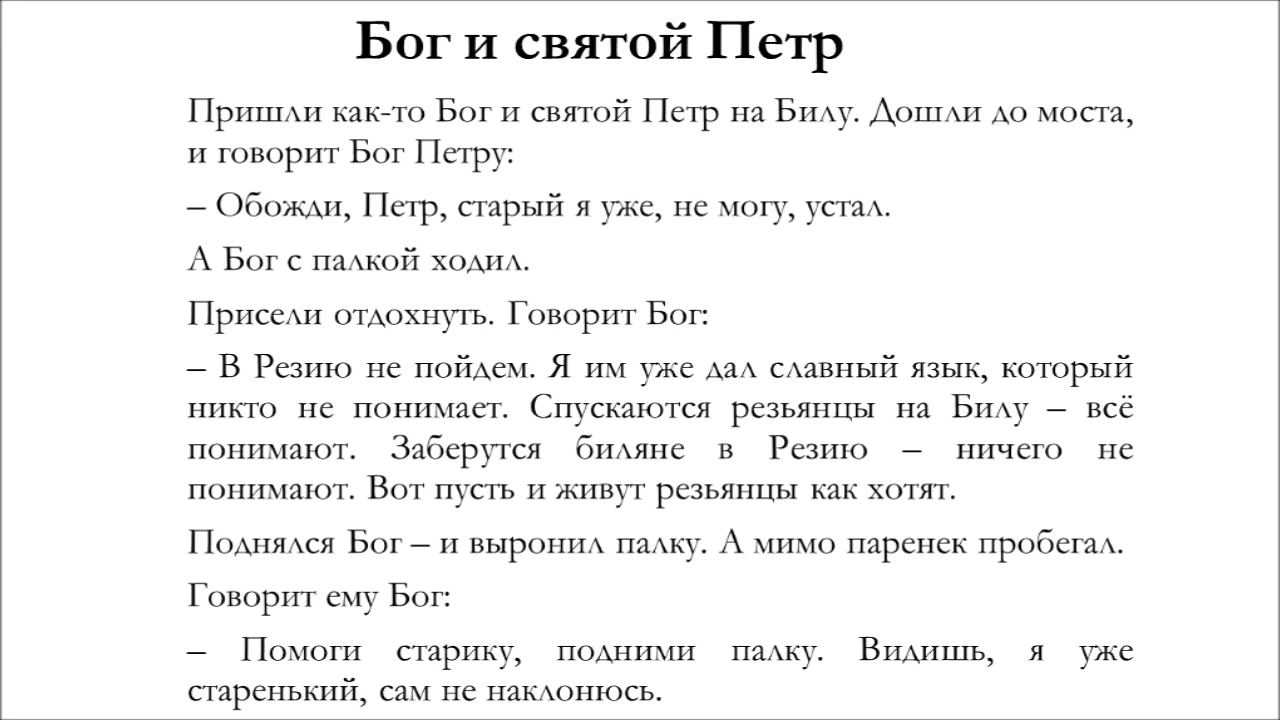 Бог и святой Петр
Пришли как-то Бог и святой Петр на Билу. Дошли до моста,
и говорит Бог Петру:
– Обожди, Петр, старый я уже, не могу, устал.
А Бог с палкой ходил.
Присели отдохнуть. Говорит Бог:
– В Резию не пойдем. Я им уже дал славный язык, который
никто не понимает. Спускаются резьянцы на Билу – всё
понимают. Заберутся биляне в Резию – ничего не
понимают. Вот пусть и живут резьянцы как хотят.
Поднялся Бог – и выронил палку. А мимо паренек пробегал.
Говорит ему Бог:
– Помоги старику, подними палку. Видишь, я уже
старенький, сам не наклонюсь.